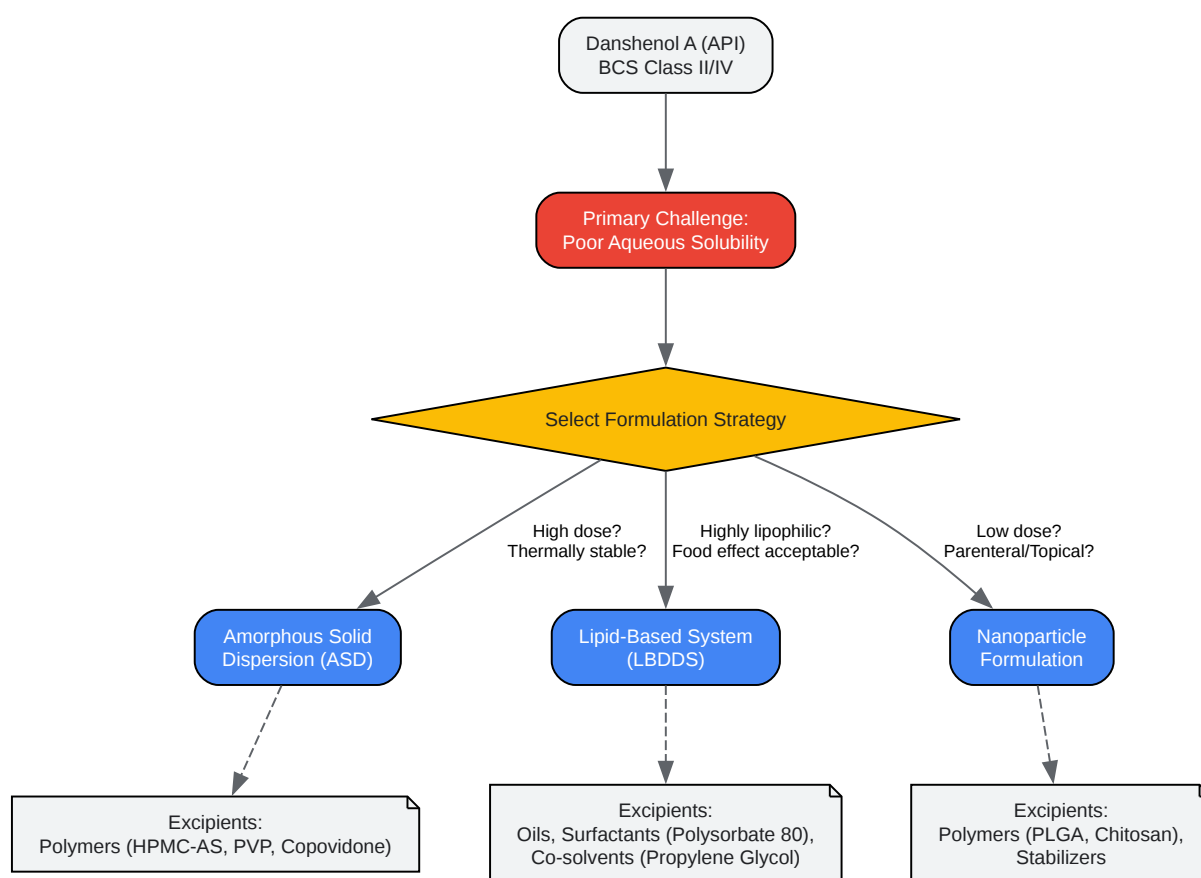 Danshenol A (API)
BCS Class II/IV
Primary Challenge:
Poor Aqueous Solubility
Select Formulation Strategy
High dose?
Thermally stable?
Highly lipophilic?
Food effect acceptable?
Low dose?
Parenteral/Topical?
Amorphous Solid
Dispersion (ASD)
Lipid-Based System
(LBDDS)
Nanoparticle
Formulation
Excipients:
Polymers (HPMC-AS, PVP, Copovidone)
Excipients:
Oils, Surfactants (Polysorbate 80),
Co-solvents (Propylene Glycol)
Excipients:
Polymers (PLGA, Chitosan),
Stabilizers